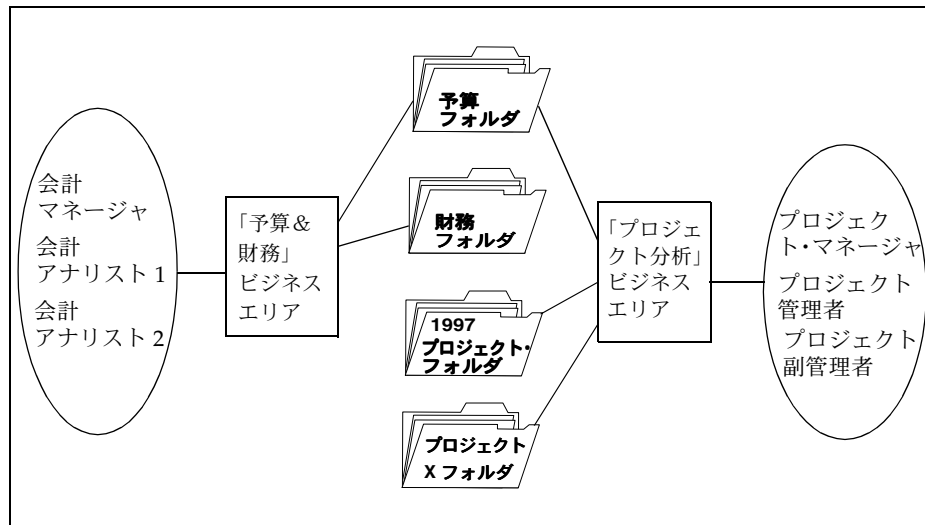 会計
マネージャ
会計
アナリスト 1
会計
アナリスト 2
「予算＆
財務」
ビジネス
エリア
予算
フォルダ
財務
フォルダ
1997
プロジェクト・
フォルダ
プロジェクト
X フォルダ
「プロジェ
クト分析」
ビジネス
エリア
プロジェク
ト・マネージャ
プロジェクト
管理者
プロジェクト
副管理者